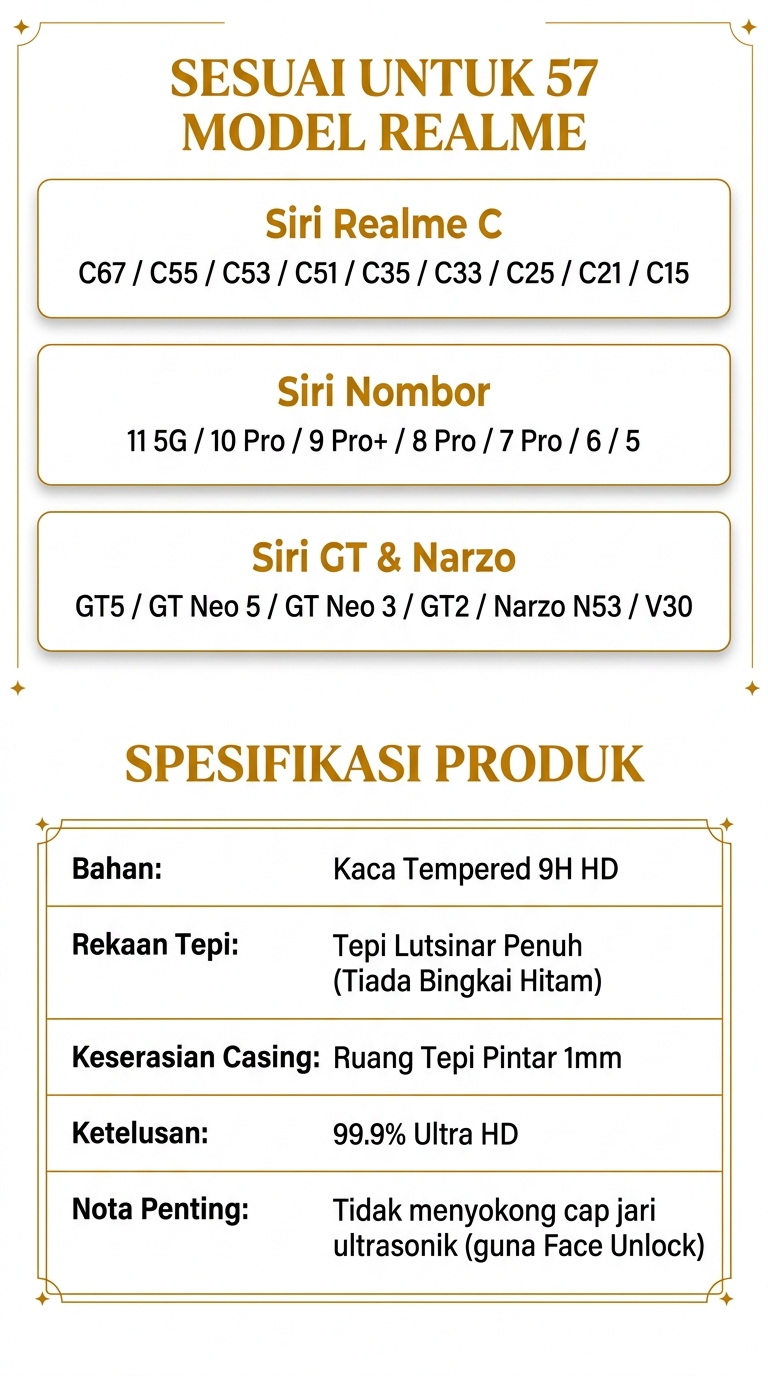 SESUAI UNTUK 57
MODEL REALME
Siri Realme C
C67 / C55 / C53 / C51 / C35 / C33 / C25 / C21 / C15
Siri Nombor
11 5G / 10 Pro / 9 Pro+ / 8 Pro / 7 Pro / 6 / 5
Siri GT & Narzo
GT5 / GT Neo 5 / GT Neo 3 / GT2 / Narzo N53 / V30
SPESIFIKASI PRODUK
Bahan: Kaca Tempered 9H HD
Rekaan Tepi: Tepi Lutsinar Penuh
(Tiada Bingkai Hitam)
Keserasian Casing: Ruang Tepi Pintar 1mm
Ketelusan: 99.9% Ultra HD
Nota Penting: Tidak menyokong cap jari
ultrasonik (guna Face Unlock)